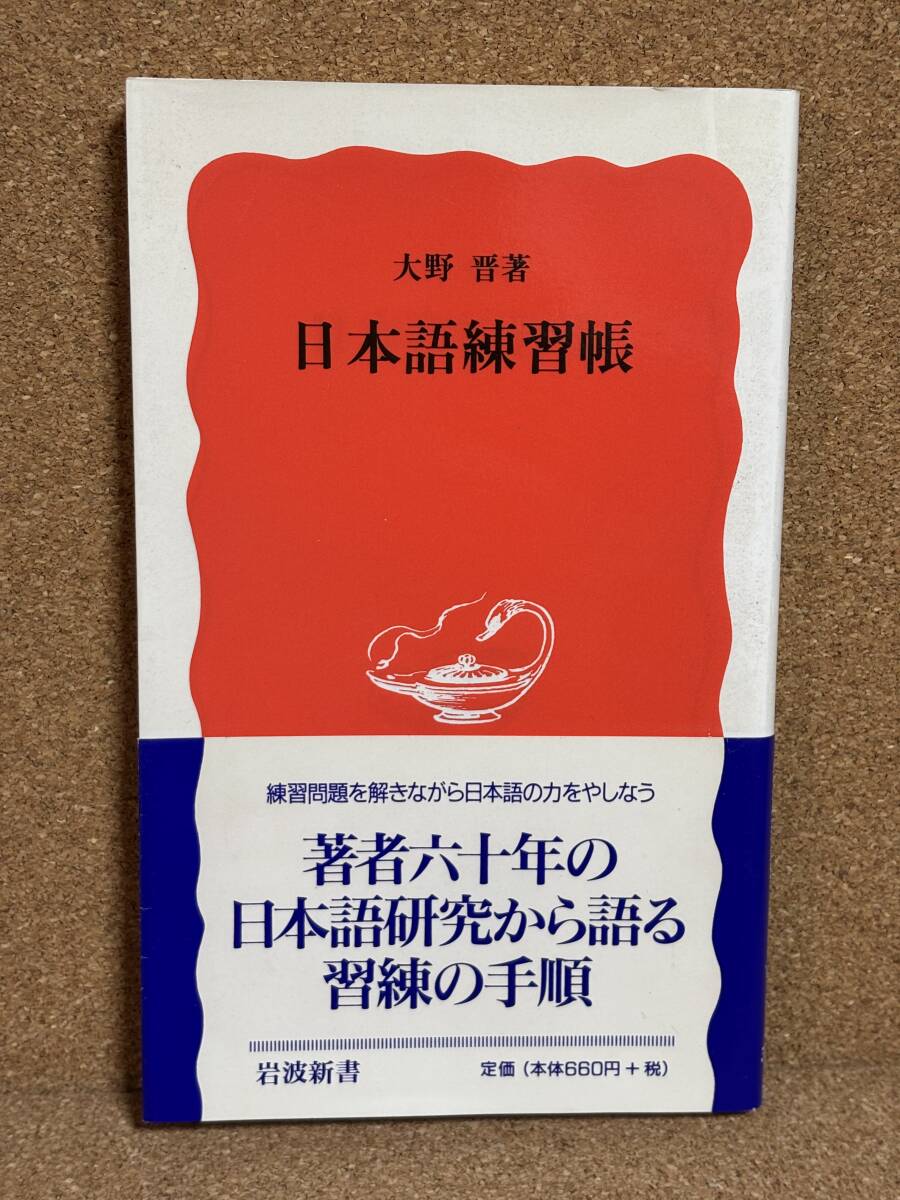 大野 晋著
日本語練習帳
練習問題を解きながら日本語の力をやしなう
著者六十年の
日本語研究から語る
習練の手順
岩波新書 定価（本体660円+税）